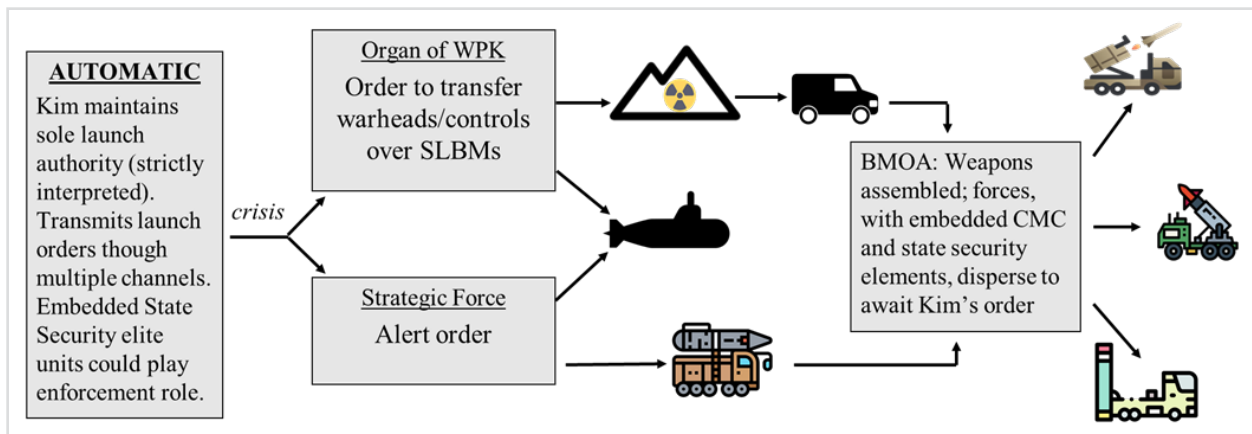 AUTOMATIC
Kim maintains
sole launch
authority (strictly
interpreted).
Transmits launch
orders though
multiple channels.
Embedded State
Security elite
units could play
enforcement role.
crisis
Organ of WPK
Order to transfer
warheads/controls
over SLBMs
Strategic Force
Alert order
BMOA: Weapons
assembled; forces,
with embedded CMC
and state security
elements, disperse to
await Kim's order